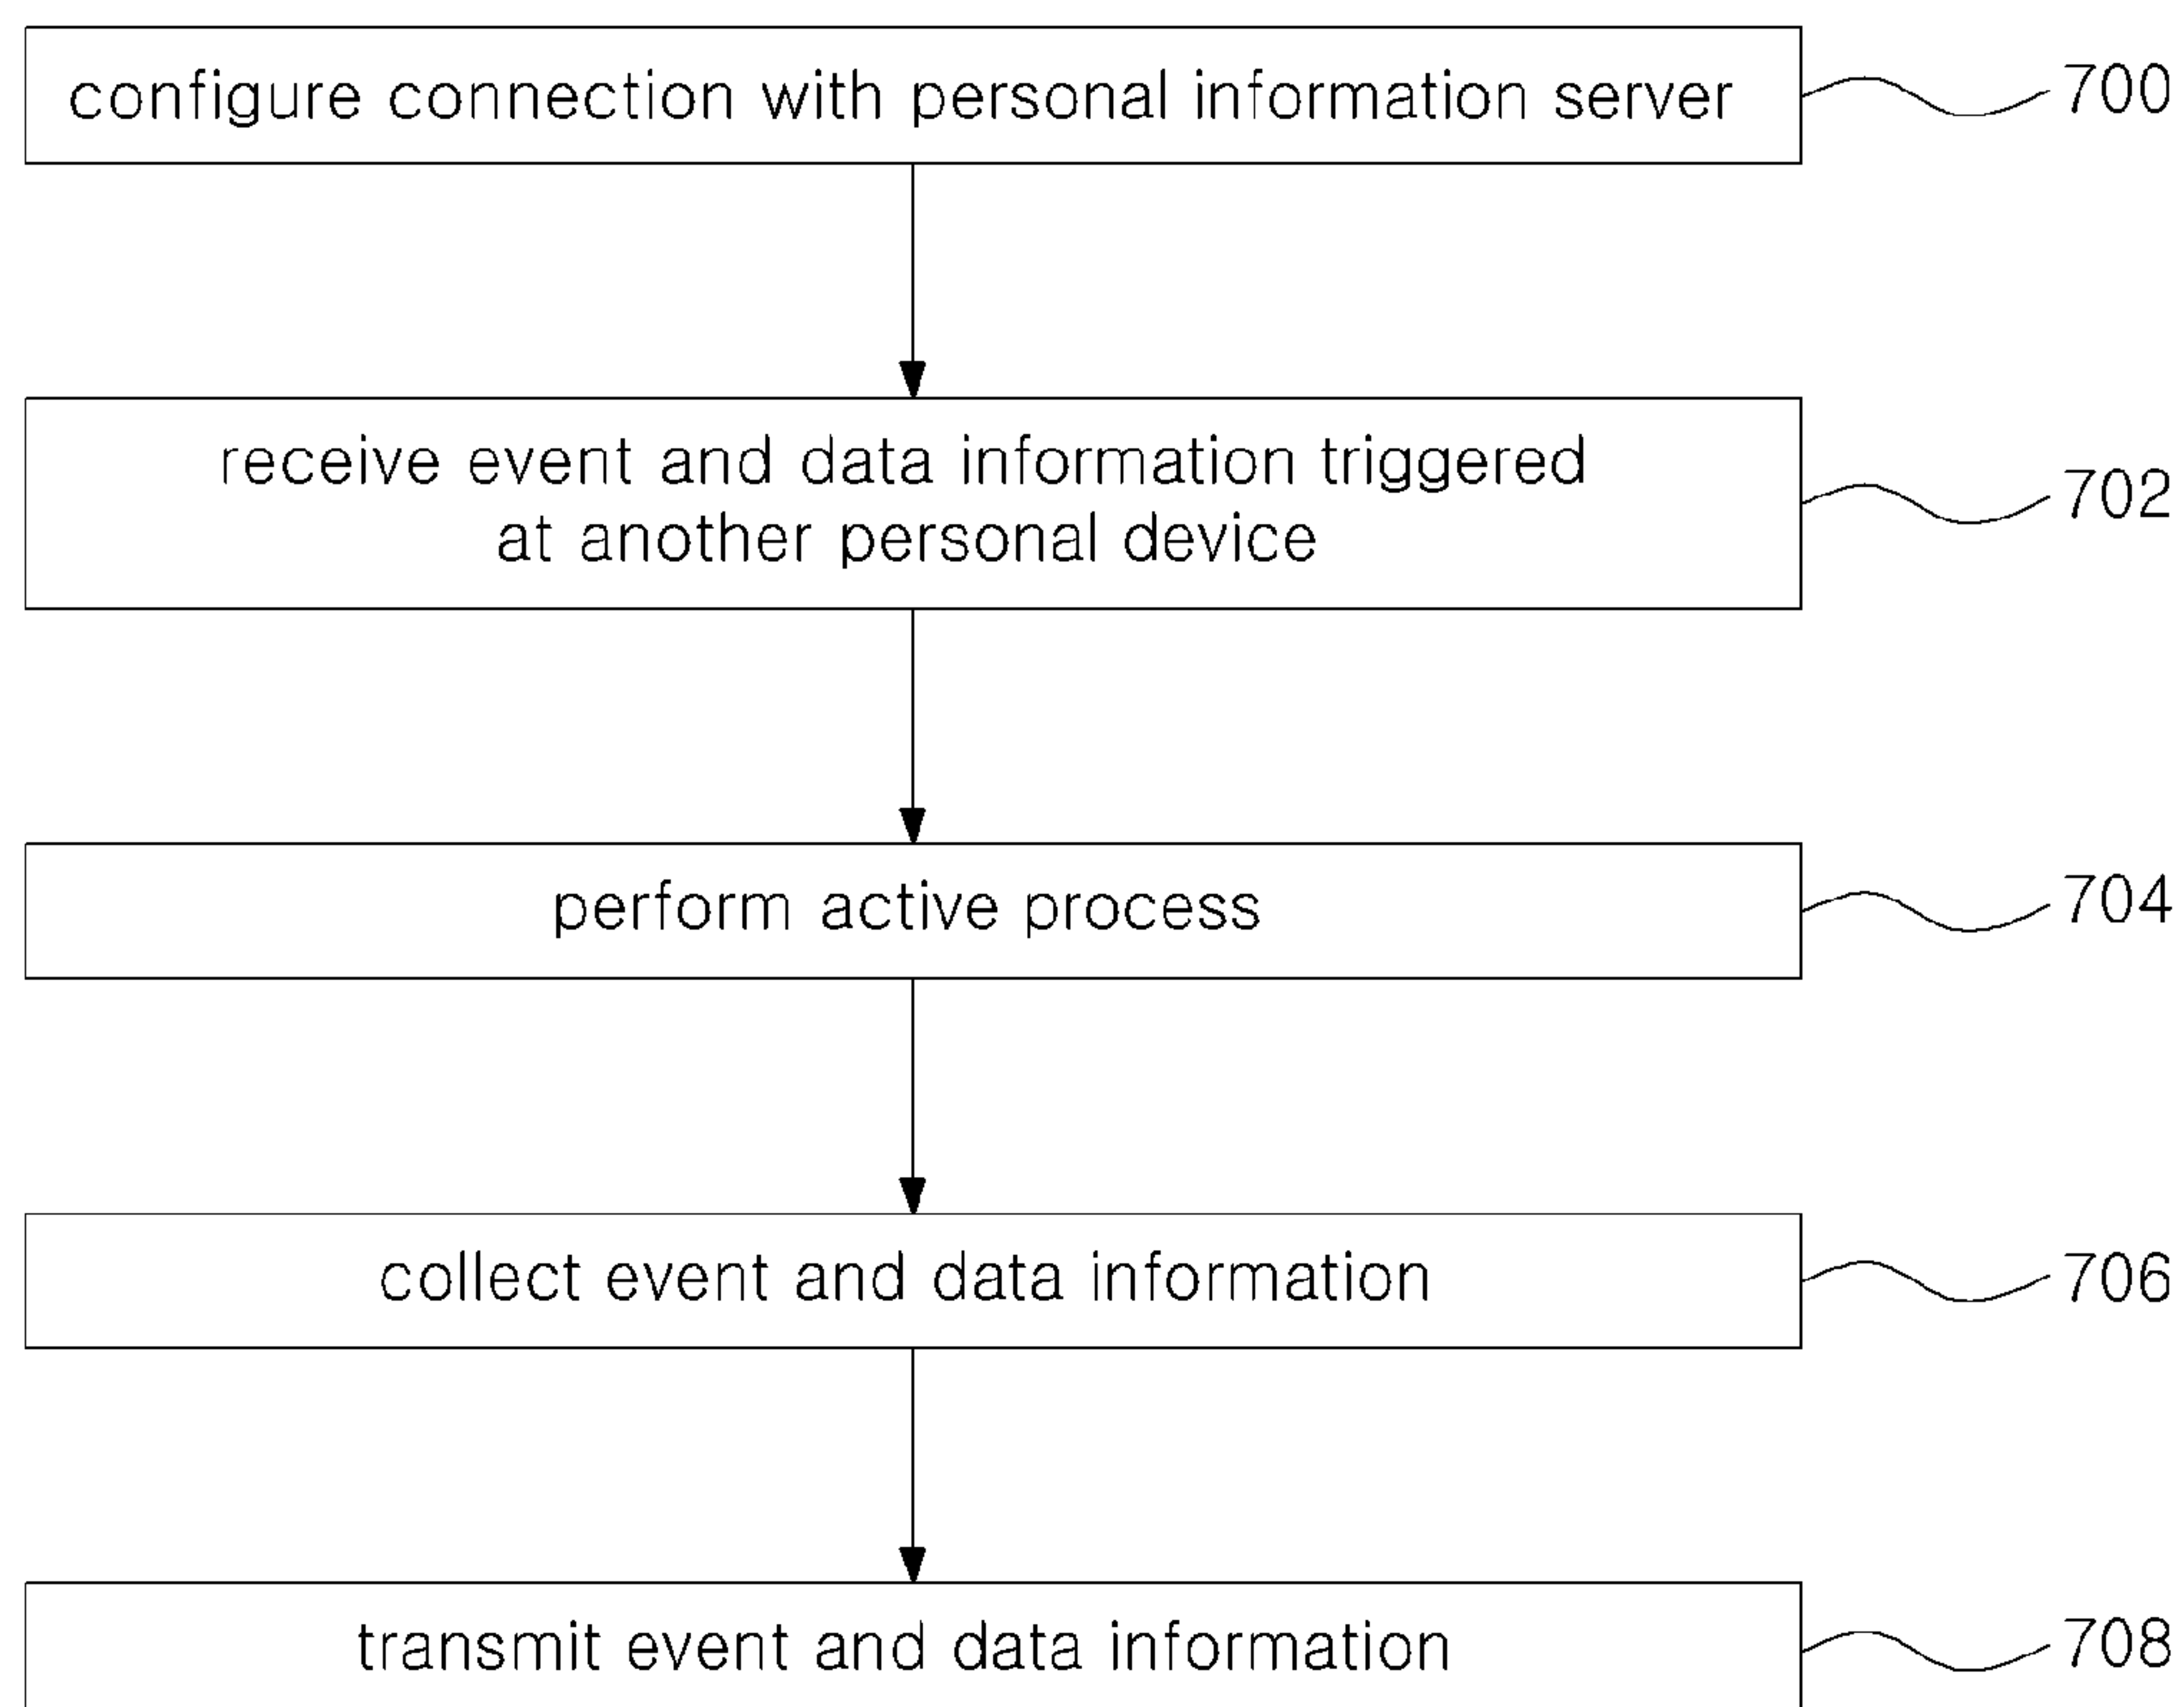 configure connection with personal information server
700
receive event and data information triggered
at another personal device
702
perform active process
704
collect event and data information
706
transmit event and data information
708